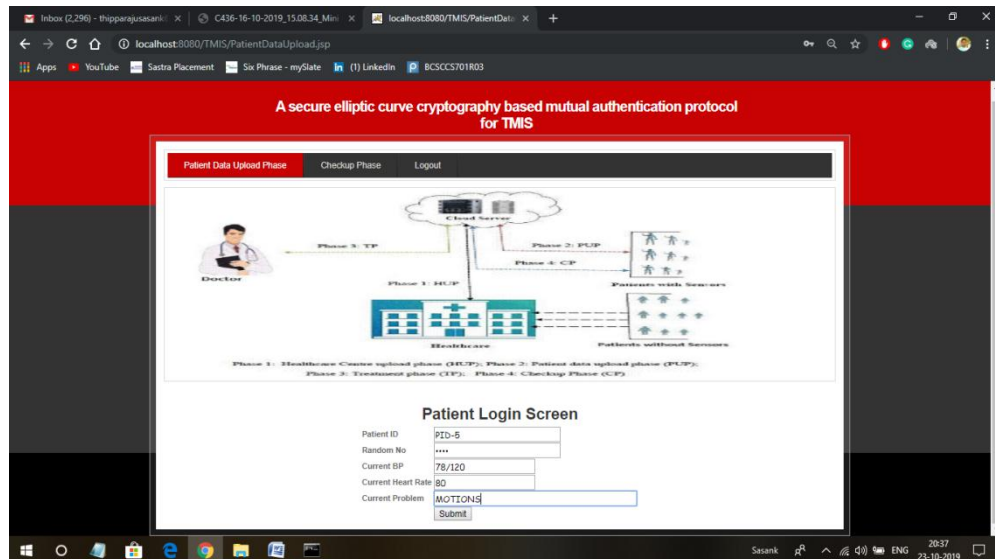 Inbox (2,296) - thipparajusasank
C436-16-10-2019_15.08.34_Mini
localhost:8080/TMIS/PatientData
localhost:8080/TMIS/PatientDataUpload.jsp
Apps YouTube Sastra Placement Six Phrase - mySlate (1) LinkedIn BCSCCS701R03
A secure elliptic curve cryptography based mutual authentication protocol
for TMIS
Patient Data Upload Phase Checkup Phase Logout
Cloud Server
Phase 3: TP
Phase 2: PUP
Phase 4: CP
Doctor
Phase 1: HUP
Patients with Sensors
Healthcare
Patients without Sensors
Phase 1: Healthcare Centre upload phase (HUP); Phase 2: Patient data upload phase (PUP);
Phase 3: Treatment phase (TP); Phase 4: Checkup Phase (CP)
Patient Login Screen
Patient ID PID-5
Random No ••••
Current BP 78/120
Current Heart Rate 80
Current Problem MOTIONS
Submit
Sasank ENG 20:37
23-10-2019